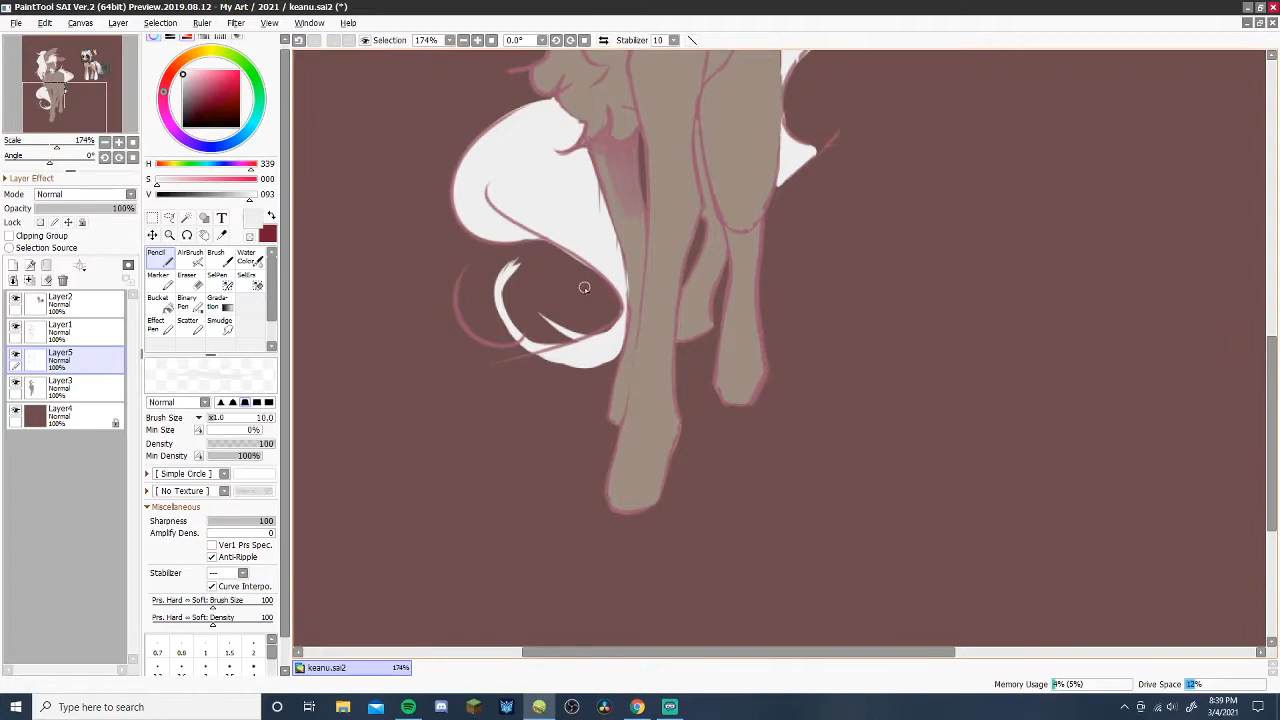 PaintTool SAI Ver.2 (64bit) Preview.2019.08.12 - My Art / 2021 / keanu.sai2 (*)
File Edit Canvas Layer Selection Ruler Filter View Window Help
Selection 174% 0.0° Stabilizer 10
Scale 174%
Angle 0°
Layer Effect
Mode Normal
Opacity 100%
Lock
Clipping Group
Selection Source
Layer2
Normal
100%
Layer1
Normal
100%
Layer5
Normal
100%
Layer3
Normal
100%
Layer4
Normal
100%
H 339
S 000
V 093
T
Pencil AirBrush Brush Water Color
Marker Eraser SelPen SelErs
Bucket Binary Pen Gradation
Effect Pen Scatter Smudge
Normal
Brush Size x1.0 10.0
Min Size 0%
Density 100
Min Density 100%
[ Simple Circle ]
[ No Texture ]
Miscellaneous
Sharpness 100
Amplify Dens. 0
Ver1 Prs Spec.
Anti-Ripple
Stabilizer ---
Curve Interpo.
Prs. Hard ⇔ Soft: Brush Size 100
Prs. Hard ⇔ Soft: Density 100
0.7 0.8 1 1.5 2
keanu.sai2 174%
Memory Usage (5%) Drive Space 12%
Type here to search
8:39 PM
3/4/2021